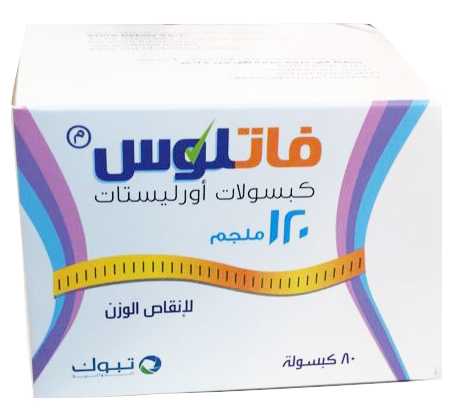 فاتلوس م
كبسولات أورليستات
١٢٠ ملجم
لإنقاص الوزن
٨٠ كبسولة
تبوك